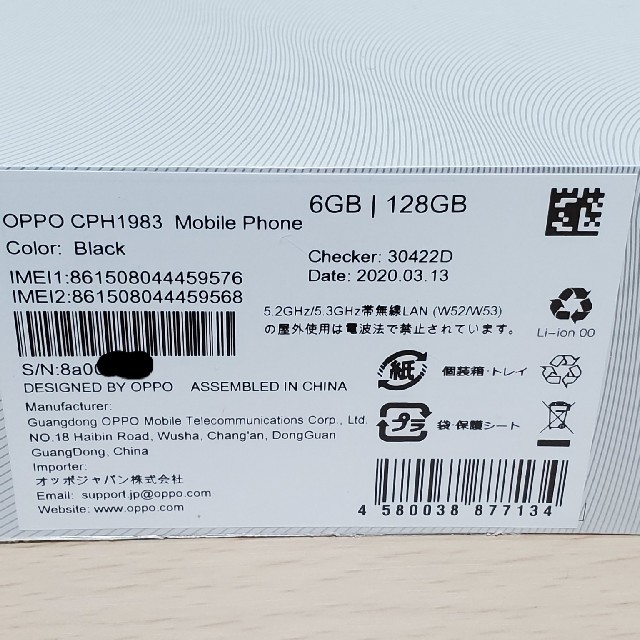 OPPO CPH1983 Mobile Phone
6GB | 128GB
Color: Black
Checker: 30422D
Date: 2020.03.13
IMEI1:861508044459576
IMEI2:861508044459568
5.2GHz/5.3GHz帯無線LAN (W52/W53)
の屋外使用は電波法で禁止されています。
Li-ion 00
S/N:8a0
DESIGNED BY OPPO ASSEMBLED IN CHINA
紙 個装箱・トレイ
プラ 袋・保護シート
Manufacturer:
Guangdong OPPO Mobile Telecommunications Corp., Ltd.
NO.18 Haibin Road, Wusha, Chang'an, DongGuan
GuangDong, China
Importer:
オッポジャパン株式会社
Email: support.jp@oppo.com
Website: www.oppo.com
4 580038 877134